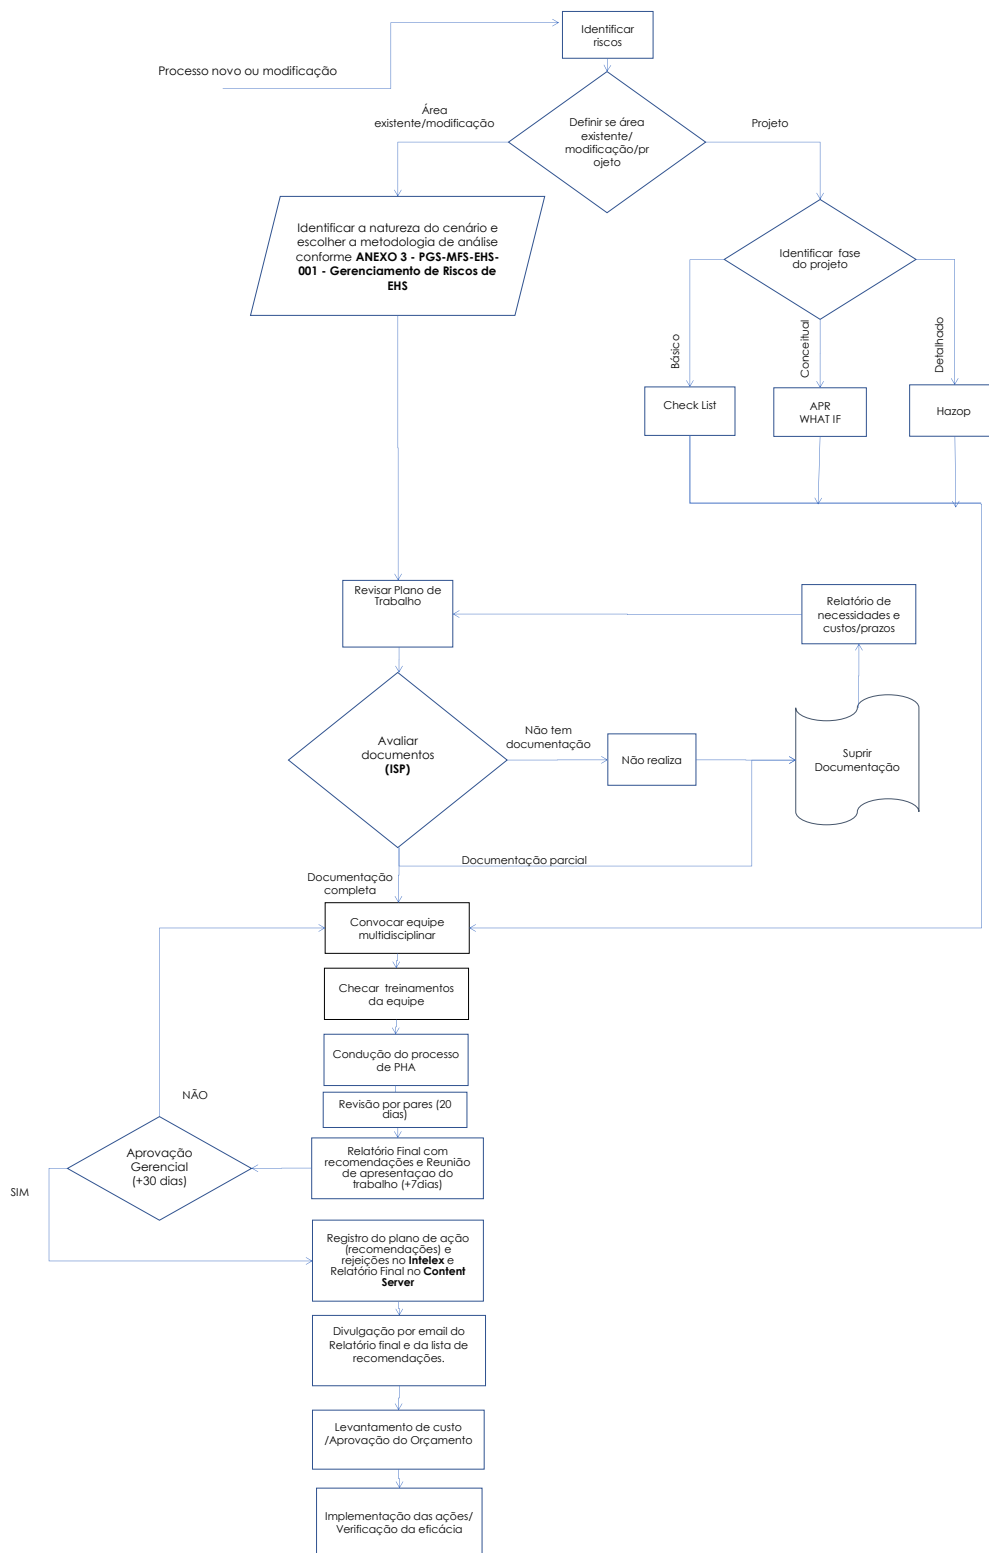 Identificar
riscos
Processo novo ou modificação
Área
existente/modificação
Definir se área
existente/
modificação/pr
ojeto
Projeto
Identificar a natureza do cenário e
escolher a metodologia de análise
conforme ANEXO 3 - PGS-MFS-EHS-
001 - Gerenciamento de Riscos de
EHS
Identificar fase
do projeto
Básico
Conceitual
Detalhado
Check List
APR
WHAT IF
Hazop
Revisar Plano de
Trabalho
Relatório de
necessidades e
custos/prazos
Avaliar
documentos
(ISP)
Não tem
documentação
Não realiza
Suprir
Documentação
Documentação parcial
Documentação
completa
Convocar equipe
multidisciplinar
Checar treinamentos
da equipe
Condução do processo
de PHA
NÃO
Revisão por pares (20
dias)
Aprovação
Gerencial
(+30 dias)
Relatório Final com
recomendações e Reunião
de apresentaçao do
trabalho (+7dias)
SIM
Registro do plano de ação
(recomendações) e
rejeições no Intelex e
Relatório Final no Content
Server
Divulgação por email do
Relatório final e da lista de
recomendações.
Levantamento de custo
/Aprovação do Orçamento
Implementação das ações/
Verificação da eficácia